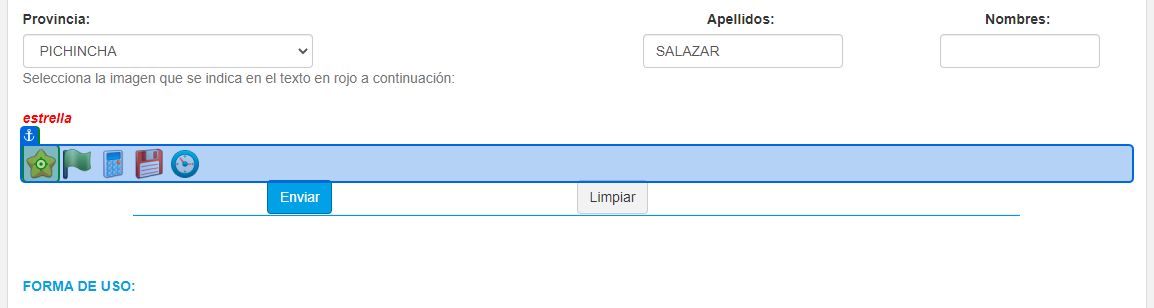 Provincia: Apellidos: Nombres:
PICHINCHA SALAZAR
Selecciona la imagen que se indica en el texto en rojo a continuación:
estrella
Enviar Limpiar
FORMA DE USO: